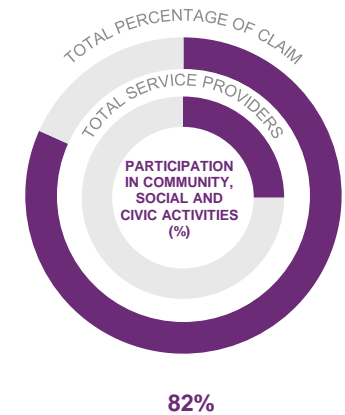 TOTAL PERCENTAGE OF CLAIM
TOTAL SERVICE PROVIDERS
PARTICIPATION
IN COMMUNITY,
SOCIAL AND
CIVIC ACTIVITIES
(%)
82%